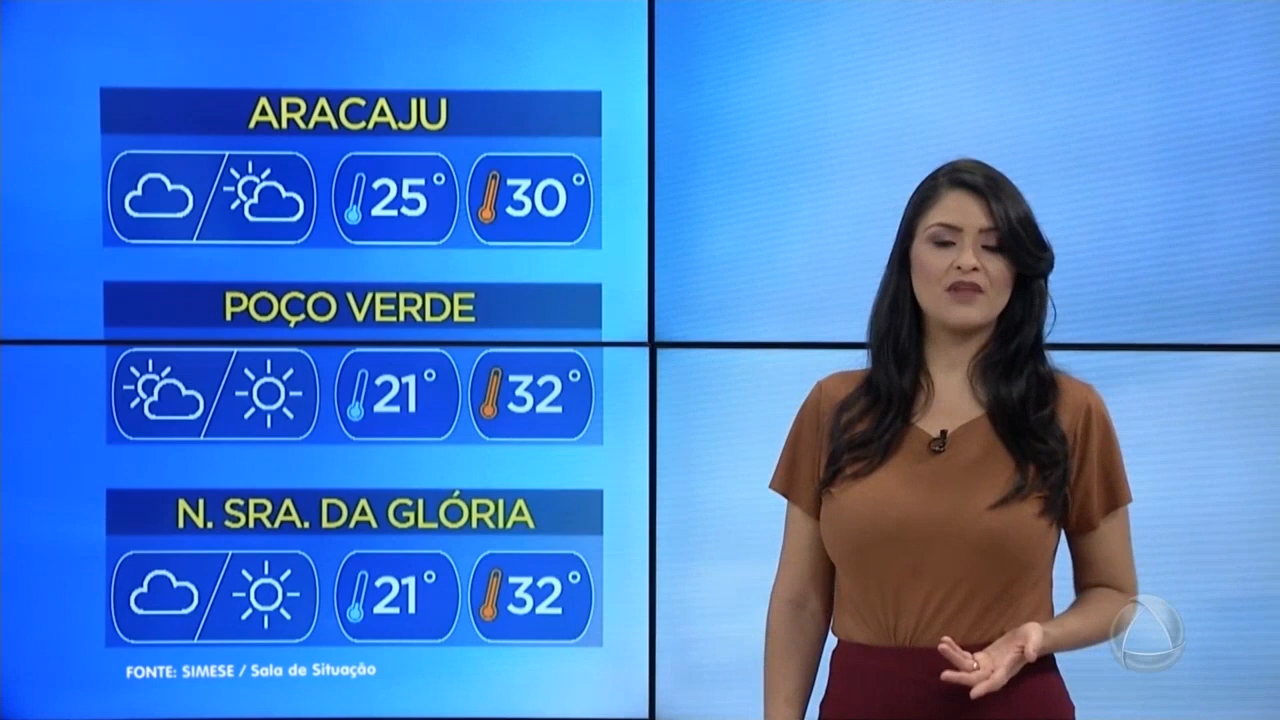 ARACAJU
25° 30°
POÇO VERDE
21° 32°
N. SRA. DA GLÓRIA
21° 32°
FONTE: SIMESE / Sala de Situação